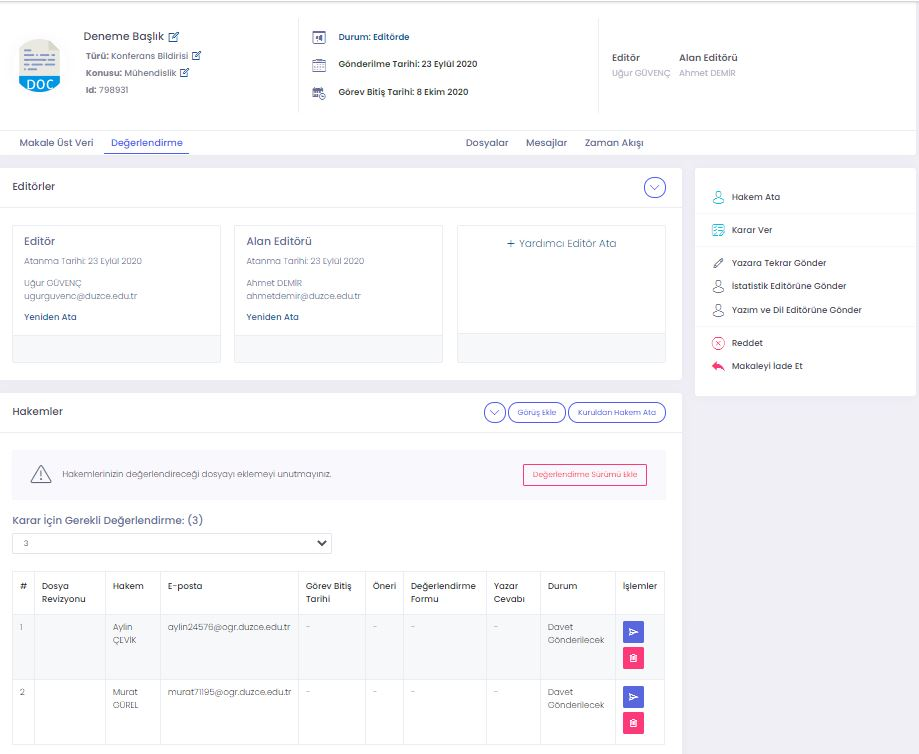 Deneme Başlık
Türü: Konferans Bildirisi
Konusu: Mühendislik
Id: 798931
DOC
Durum: Editörde
Gönderilme Tarihi: 23 Eylül 2020
Görev Bitiş Tarihi: 8 Ekim 2020
Editör Alan Editörü
Uğur GÜVENÇ Ahmet DEMİR
Makale Üst Veri Değerlendirme Dosyalar Mesajlar Zaman Akışı
Editörler
Editör
Atanma Tarihi: 23 Eylül 2020
Uğur GÜVENÇ
ugurguvenc@duzce.edu.tr
Yeniden Ata
Alan Editörü
Atanma Tarihi: 23 Eylül 2020
Ahmet DEMİR
ahmetdemir@duzce.edu.tr
Yeniden Ata
+ Yardımcı Editör Ata
Hakem Ata
Karar Ver
Yazara Tekrar Gönder
İstatistik Editörüne Gönder
Yazım ve Dil Editörüne Gönder
Reddet
Makaleyi İade Et
Hakemler
Görüş Ekle Kuruldan Hakem Ata
Hakemlerinizin değerlendireceği dosyayı eklemeyi unutmayınız.
Değerlendirme Sürümü Ekle
Karar İçin Gerekli Değerlendirme: (3)
3
# Dosya Revizyonu Hakem E-posta Görev Bitiş Tarihi Öneri Değerlendirme Formu Yazar Cevabı Durum İşlemler
1 Aylin ÇEVİK aylin24576@ogr.duzce.edu.tr - - - - Davet Gönderilecek
2 Murat GÜREL murat71195@ogr.duzce.edu.tr - - - - Davet Gönderilecek